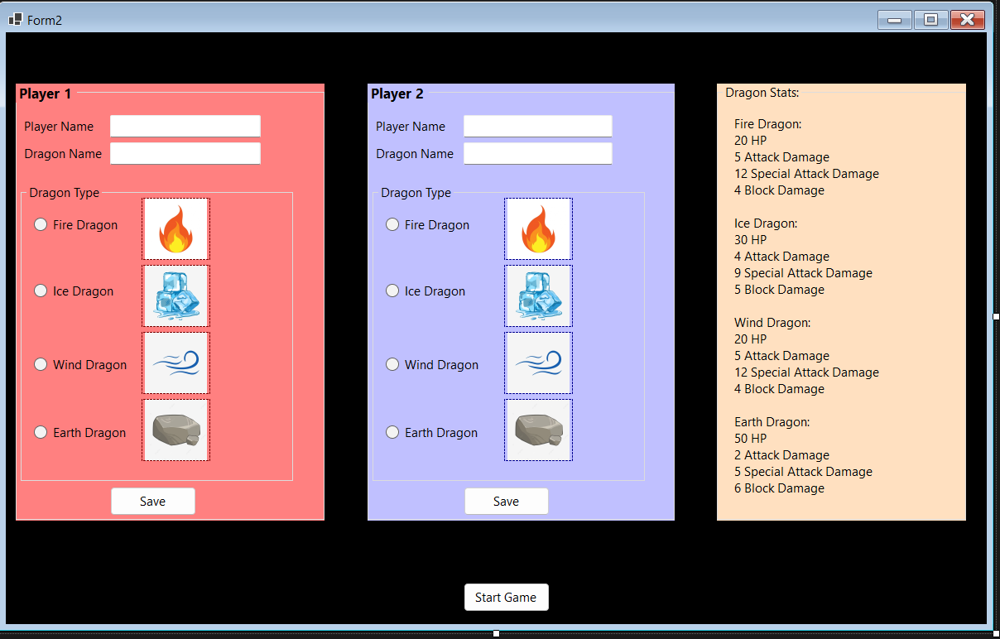 Form2
Player 1
Player Name
Dragon Name
Dragon Type
Fire Dragon
Ice Dragon
Wind Dragon
Earth Dragon
Save
Player 2
Player Name
Dragon Name
Dragon Type
Fire Dragon
Ice Dragon
Wind Dragon
Earth Dragon
Save
Dragon Stats:
Fire Dragon:
20 HP
5 Attack Damage
12 Special Attack Damage
4 Block Damage
Ice Dragon:
30 HP
4 Attack Damage
9 Special Attack Damage
5 Block Damage
Wind Dragon:
20 HP
5 Attack Damage
12 Special Attack Damage
4 Block Damage
Earth Dragon:
50 HP
2 Attack Damage
5 Special Attack Damage
6 Block Damage
Start Game